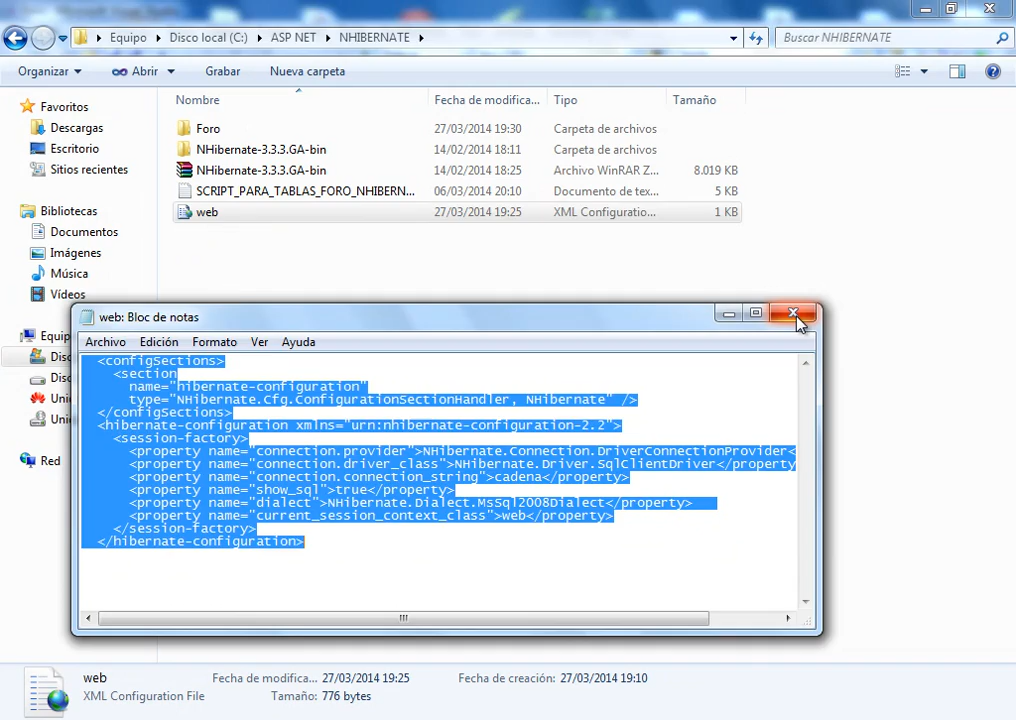 Equipo ▸ Disco local (C:) ▸ ASP NET ▸ NHIBERNATE ▸
Buscar NHIBERNATE
Organizar Abrir Grabar Nueva carpeta
Favoritos
Descargas
Escritorio
Sitios recientes
Bibliotecas
Documentos
Imágenes
Música
Vídeos
Equip
Disc
Disc
Unid
Unid
Red
Nombre Fecha de modifica... Tipo Tamaño
Foro 27/03/2014 19:30 Carpeta de archivos
NHibernate-3.3.3.GA-bin 14/02/2014 18:11 Carpeta de archivos
NHibernate-3.3.3.GA-bin 14/02/2014 18:25 Archivo WinRAR Z... 8.019 KB
SCRIPT_PARA_TABLAS_FORO_NHIBERN... 06/03/2014 20:10 Documento de tex... 5 KB
web 27/03/2014 19:25 XML Configuratio... 1 KB
web: Bloc de notas
Archivo Edición Formato Ver Ayuda
<configSections>
<section
name="hibernate-configuration"
type="NHibernate.Cfg.ConfigurationSectionHandler, NHibernate" />
</configSections>
<hibernate-configuration xmlns="urn:nhibernate-configuration-2.2">
<session-factory>
<property name="connection.provider">NHibernate.Connection.DriverConnectionProvider<
<property name="connection.driver_class">NHibernate.Driver.SqlClientDriver</property
<property name="connection.connection_string">cadena</property>
<property name="show_sql">true</property>
<property name="dialect">NHibernate.Dialect.MsSql2008Dialect</property>
<property name="current_session_context_class">web</property>
</session-factory>
</hibernate-configuration>
web Fecha de modifica... 27/03/2014 19:25 Fecha de creación: 27/03/2014 19:10
XML Configuration File Tamaño: 776 bytes